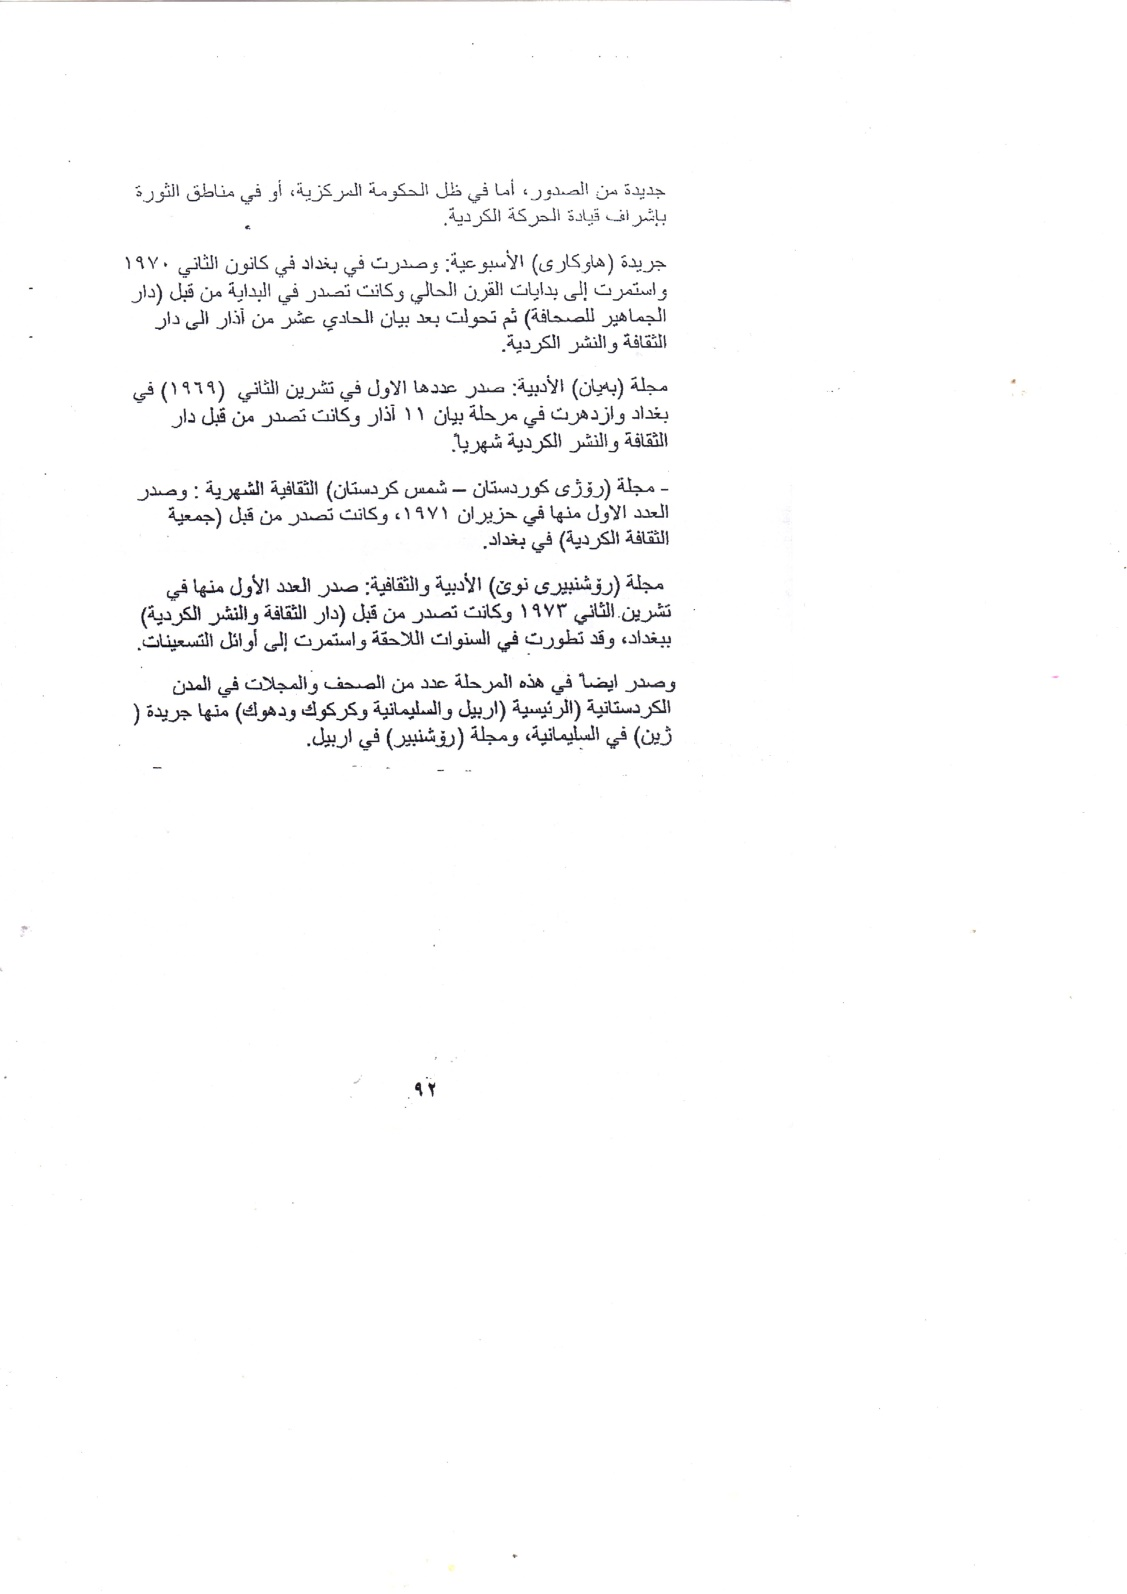 جديدة من الصدور، أما في ظل الحكومة المركزية، أو في مناطق الثورة
بإشراف قيادة الحركة الكردية.
جريدة (هاوكارى) الأسبوعية: وصدرت في بغداد في كانون الثاني ١٩٧٠
واستمرت إلى بدايات القرن الحالي وكانت تصدر في البداية من قبل (دار
الجماهير للصحافة) ثم تحولت بعد بيان الحادي عشر من آذار الى دار
الثقافة والنشر الكردية.
مجلة (بەيان) الأدبية: صدر عددها الاول في تشرين الثاني (١٩٦٩) في
بغداد وازدهرت في مرحلة بيان ١١ آذار وكانت تصدر من قبل دار
الثقافة والنشر الكردية شهرياً.
- مجلة (رۆژى كوردستان – شمس كردستان) الثقافية الشهرية : وصدر
العدد الاول منها في حزيران ١٩٧١، وكانت تصدر من قبل (جمعية
الثقافة الكردية) في بغداد.
مجلة (رۆشنبيرى نوێ) الأدبية والثقافية: صدر العدد الأول منها في
تشرين الثاني ١٩٧٣ وكانت تصدر من قبل (دار الثقافة والنشر الكردية)
ببغداد، وقد تطورت في السنوات اللاحقة واستمرت إلى أوائل التسعينات.
وصدر ايضاً في هذه المرحلة عدد من الصحف والمجلات في المدن
الكردستانية (الرئيسية (اربيل والسليمانية وكركوك ودهوك) منها جريدة (
ژين) في السليمانية، ومجلة (رۆشنبير) في اربيل.
٩٢